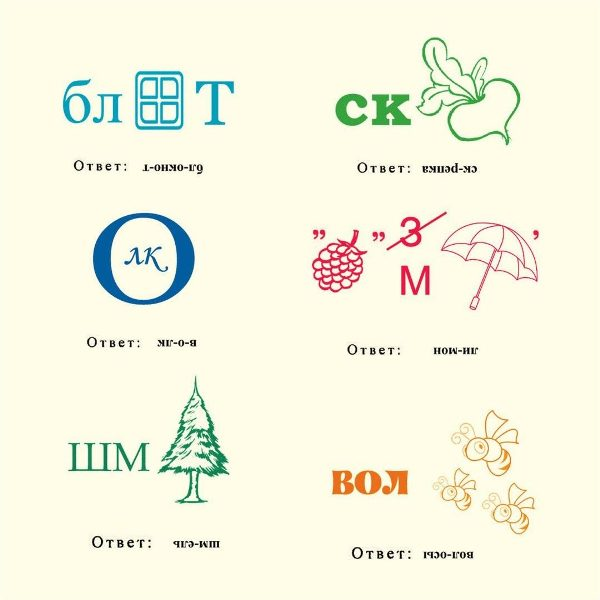 бл Т
ск
Ответ: бл-окно-т
Ответ: ск-репка
О лк
,, ,, З ,
М
Ответ: в-о-лк
Ответ: ли-мон
ШМ
вол
Ответ: шм-ель
Ответ: вол-осы